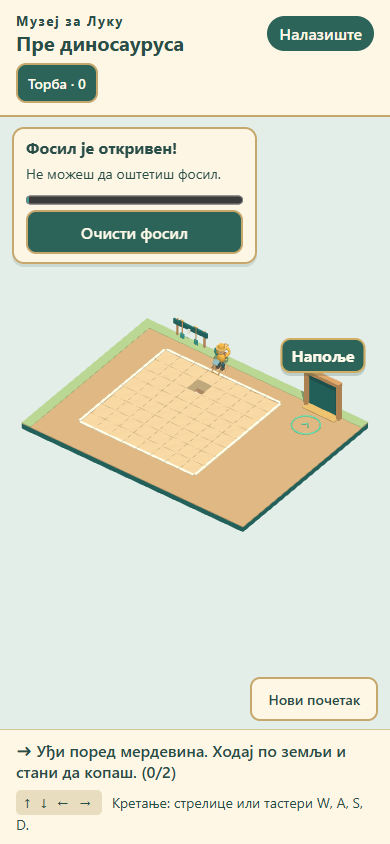 Музеј за Луку
Пре диносауруса
Налазиште
Торба · 0
Фосил је откривен!
Не можеш да оштетиш фосил.
Очисти фосил
Напоље
Нови почетак
→ Уђи поред мердевина. Ходај по земљи и
стани да копаш. (0/2)
↑ ↓ ← → Кретање: стрелице или тастери W, A, S,
D.